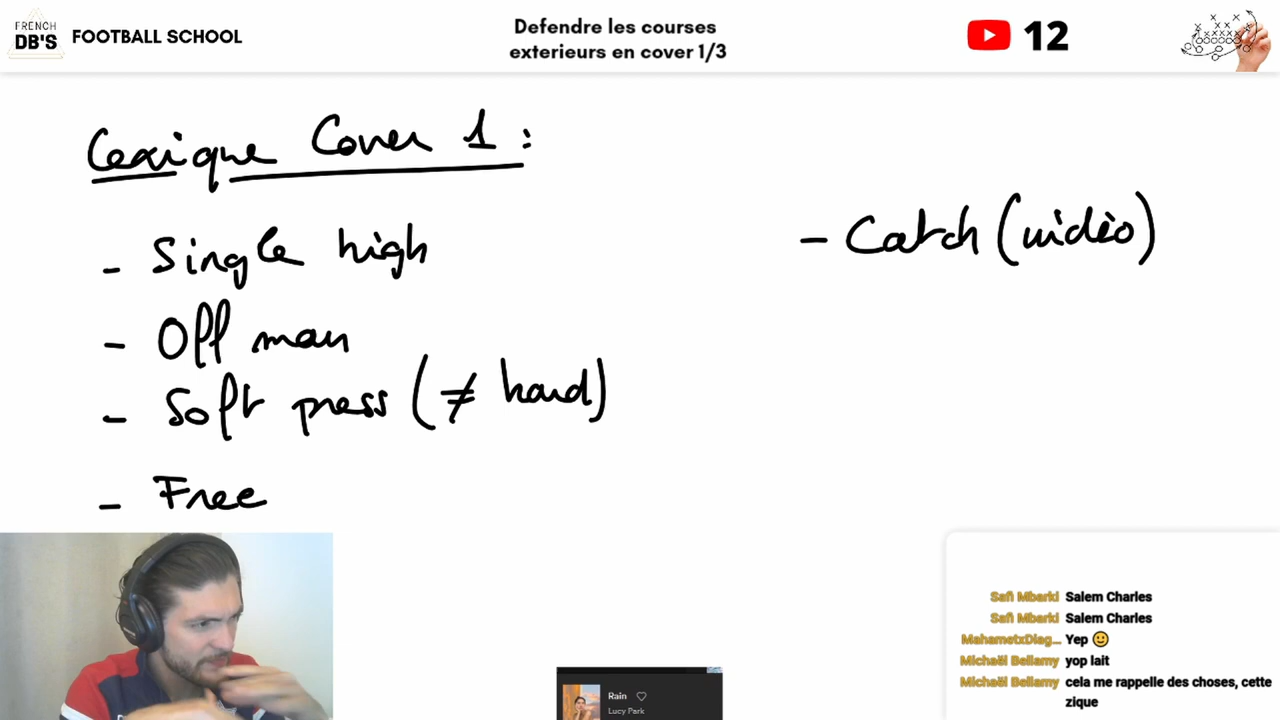 FRENCH
DB'S
FOOTBALL SCHOOL
Defendre les courses
exterieurs en cover 1/3
12
Lexique Cover 1 :
- Single high
- Off man
- Soft press (≠ hard)
- Free
- Catch (vidéo)
Safi Mbarki Salem Charles
Safi Mbarki Salem Charles
MahametxDiag... Yep 🙂
Michaël Bellamy yop lait
Michaël Bellamy cela me rappelle des choses, cette
zique
Rain
Lucy Park